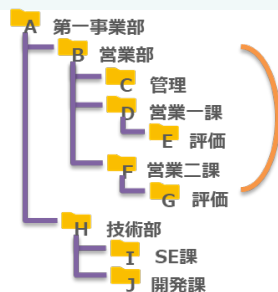 A 第一事業部
B 営業部
C 管理
D 営業一課
E 評価
F 営業二課
G 評価
H 技術部
I SE課
J 開発課